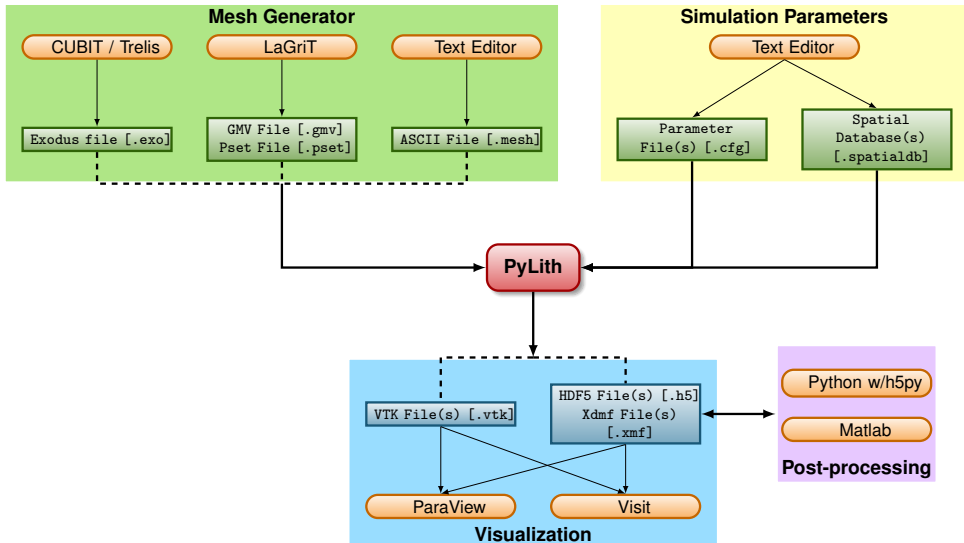 Mesh Generator
CUBIT / Trelis
LaGriT
Text Editor
Exodus file [.exo]
GMV File [.gmv]
Pset File [.pset]
ASCII File [.mesh]
Simulation Parameters
Text Editor
Parameter
File(s) [.cfg]
Spatial
Database(s)
[.spatialdb]
PyLith
VTK File(s) [.vtk]
HDF5 File(s) [.h5]
Xdmf File(s)
[.xmf]
ParaView
Visit
Visualization
Python w/h5py
Matlab
Post-processing